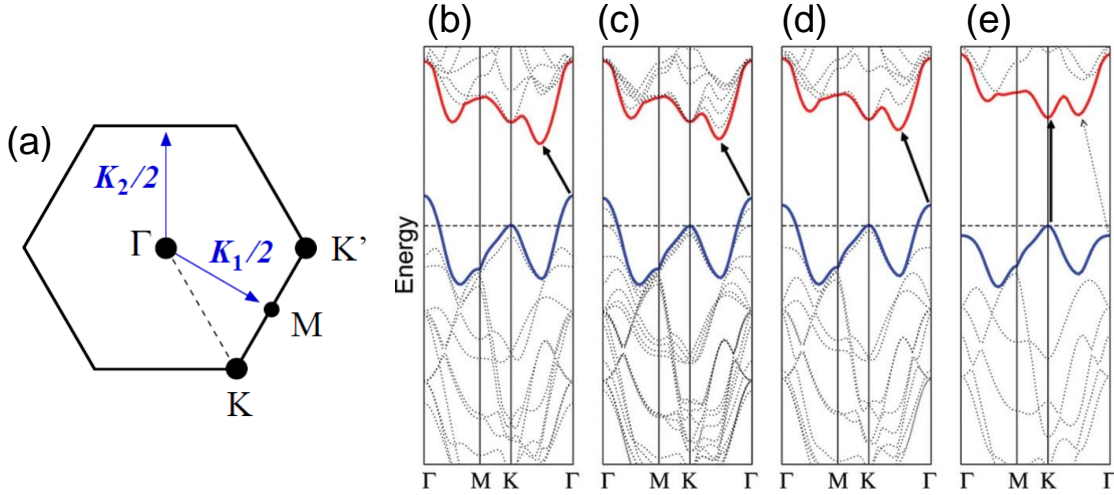 (a)
K₂/2
Γ
K₁/2
K'
M
K
(b) (c) (d) (e)
Energy
Γ M K Γ Γ M K Γ Γ M K Γ Γ M K Γ